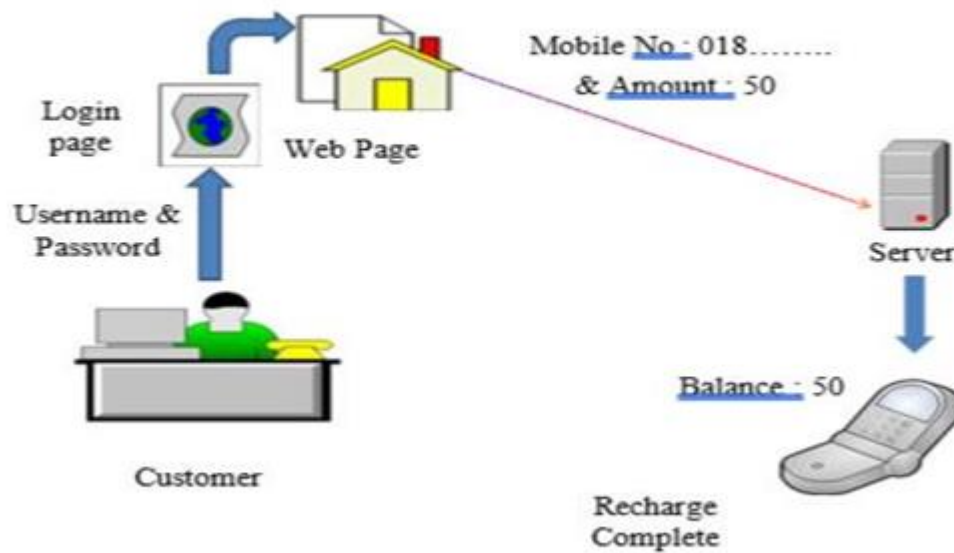 Mobile No : 018........
& Amount : 50
Login
page
Web Page
Username &
Password
Server
Balance : 50
Customer
Recharge
Complete